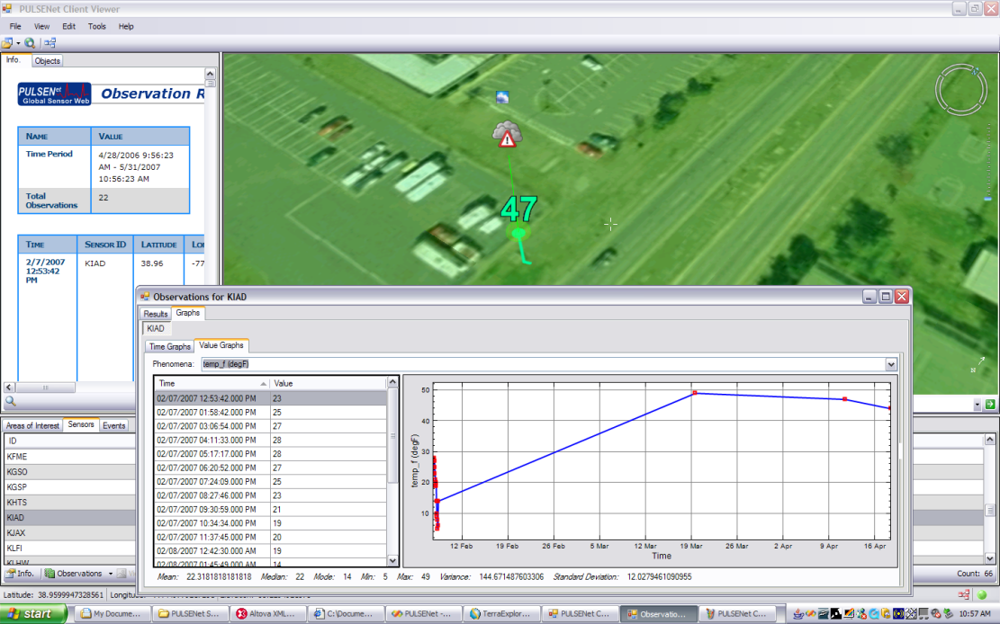 PULSENet Client Viewer
File View Edit Tools Help
Info. Objects
PULSENet
Global Sensor Web
Observation R
NAME VALUE
Time Period 4/28/2006 9:56:23
AM - 5/31/2007
10:56:23 AM
Total
Observations 22
TIME SENSOR ID LATITUDE LO
2/7/2007
12:53:42
PM KIAD 38.96 -77
47
N
Observations for KIAD
Results Graphs
KIAD
Time Graphs Value Graphs
Phenomena: temp_f (degF)
Time Value
02/07/2007 12:53:42.000 PM 23
02/07/2007 01:58:42.000 PM 25
02/07/2007 03:06:54.000 PM 27
02/07/2007 04:11:33.000 PM 28
02/07/2007 05:17:17.000 PM 28
02/07/2007 06:20:52.000 PM 27
02/07/2007 07:24:09.000 PM 25
02/07/2007 08:27:46.000 PM 23
02/07/2007 09:30:59.000 PM 21
02/07/2007 10:34:34.000 PM 19
02/07/2007 11:37:45.000 PM 20
02/08/2007 12:42:30.000 AM 19
02/08/2007 01:45:49.000 AM 14
temp_f (degF)
50
40
30
20
10
12 Feb 19 Feb 26 Feb 5 Mar 12 Mar 19 Mar 26 Mar 2 Apr 9 Apr 16 Apr
Time
Mean: 22.3181818181818 Median: 22 Mode: 14 Min: 5 Max: 49 Variance: 144.671487603306 Standard Deviation: 12.0279461090955
Areas of Interest Sensors Events
ID
KFME
KGSO
KGSP
KHTS
KIAD
KJAX
KLFI
KLHW
Info. Observations
Count: 66
Latitude: 38.9599947328561
start My Docume... PULSENet S... Altova XML... C:\Docume... PULSENet -... TerraExplor... PULSENet C... Observatio... PULSENet C... 10:57 AM